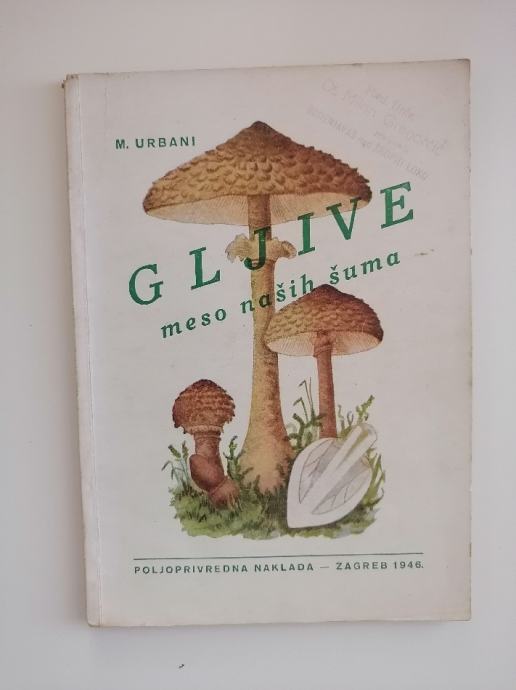 M. URBANI
GLJIVE
meso naših šuma
POLJOPRIVREDNA NAKLADA — ZAGREB 1946.